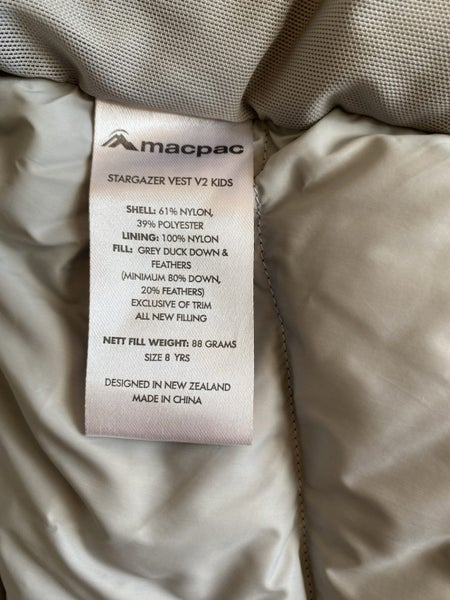 macpac
STARGAZER VEST V2 KIDS
SHELL: 61% NYLON,
39% POLYESTER
LINING: 100% NYLON
FILL: GREY DUCK DOWN &
FEATHERS
(MINIMUM 80% DOWN,
20% FEATHERS)
EXCLUSIVE OF TRIM
ALL NEW FILLING
NETT FILL WEIGHT: 88 GRAMS
SIZE 8 YRS
DESIGNED IN NEW ZEALAND
MADE IN CHINA